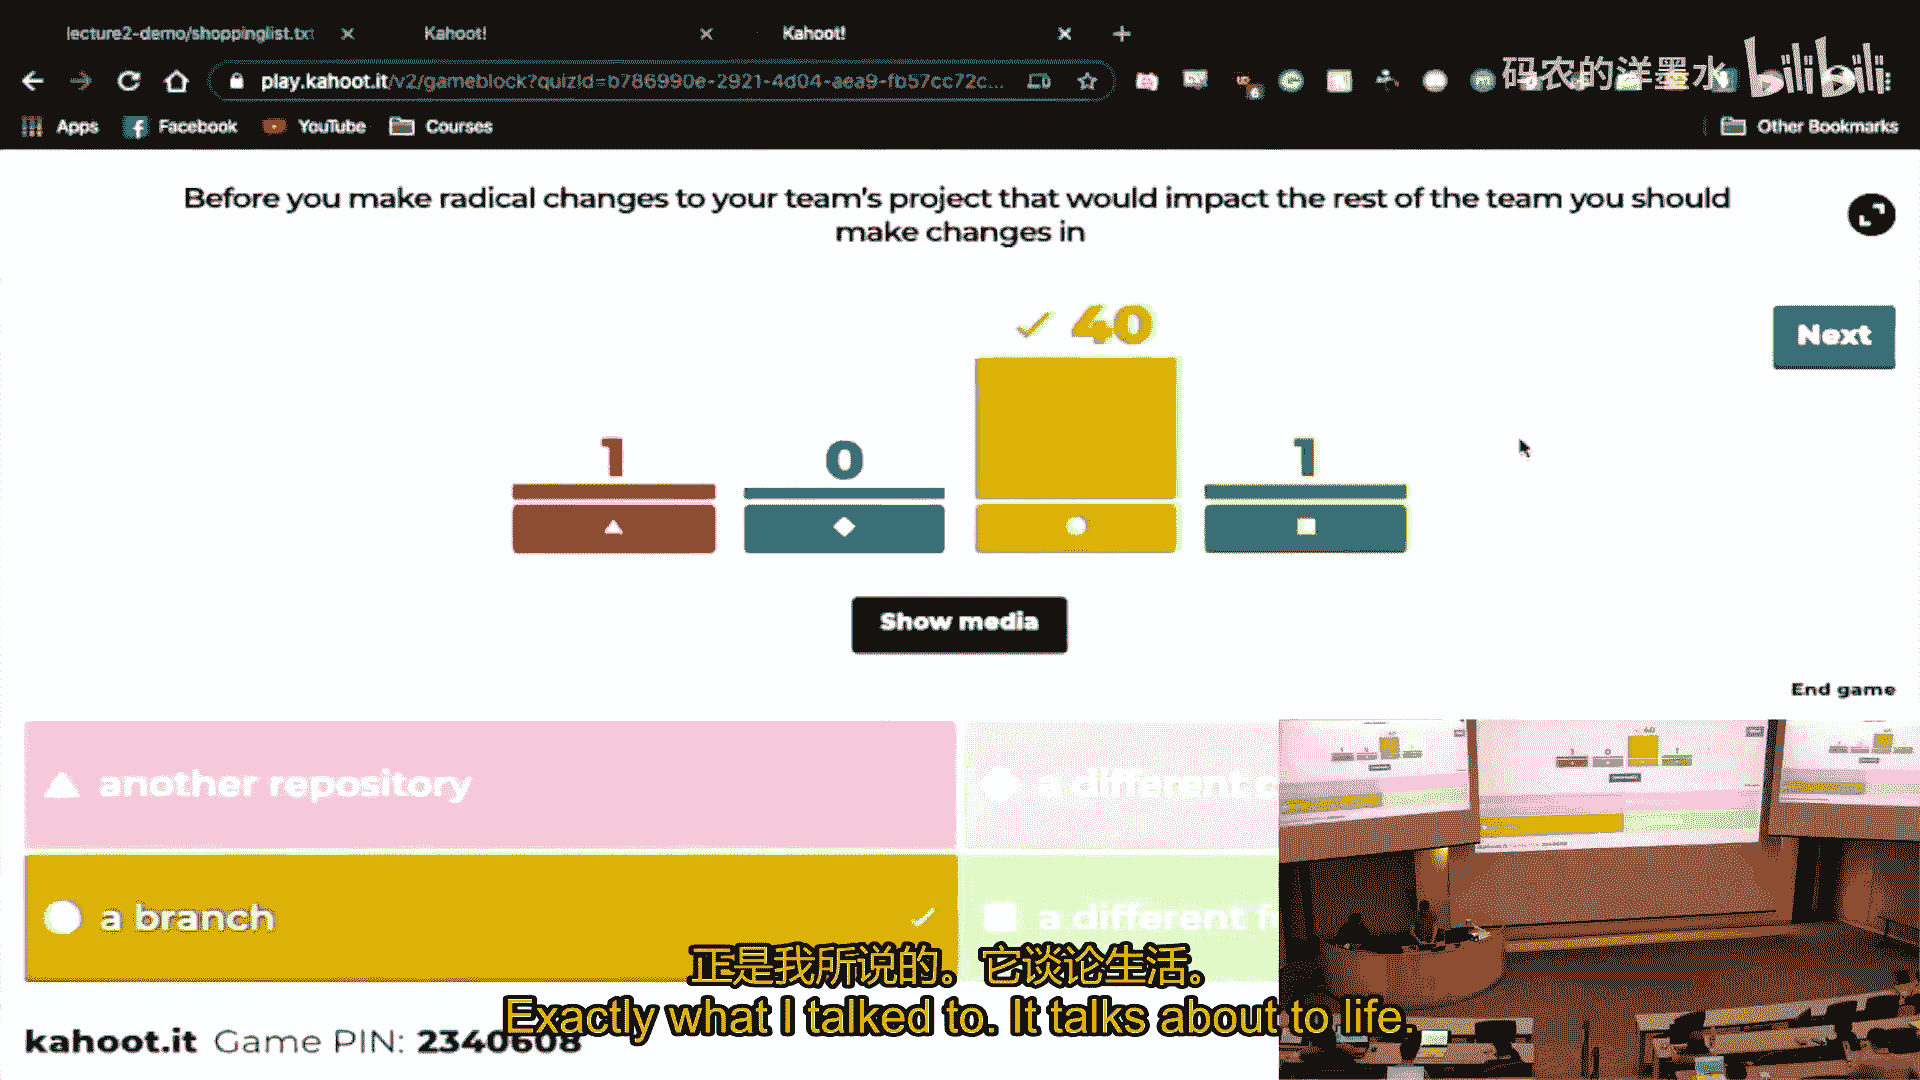 lecture2-demo/shoppinglist.txt
Kahoot!
Kahoot!
play.kahoot.it/v2/gameblock?quizId=b786990e-2921-4d04-aea9-fb57cc72c...
码农的洋墨水 bilibili
Apps
Facebook
YouTube
Courses
Other Bookmarks
Before you make radical changes to your team's project that would impact the rest of the team you should
make changes in
40
Next
1
0
1
Show media
End game
another repository
a different
a branch
a different
正是我所说的。它谈论生活。
Exactly what I talked to. It talks about to life.
kahoot.it Game PIN: 2340608